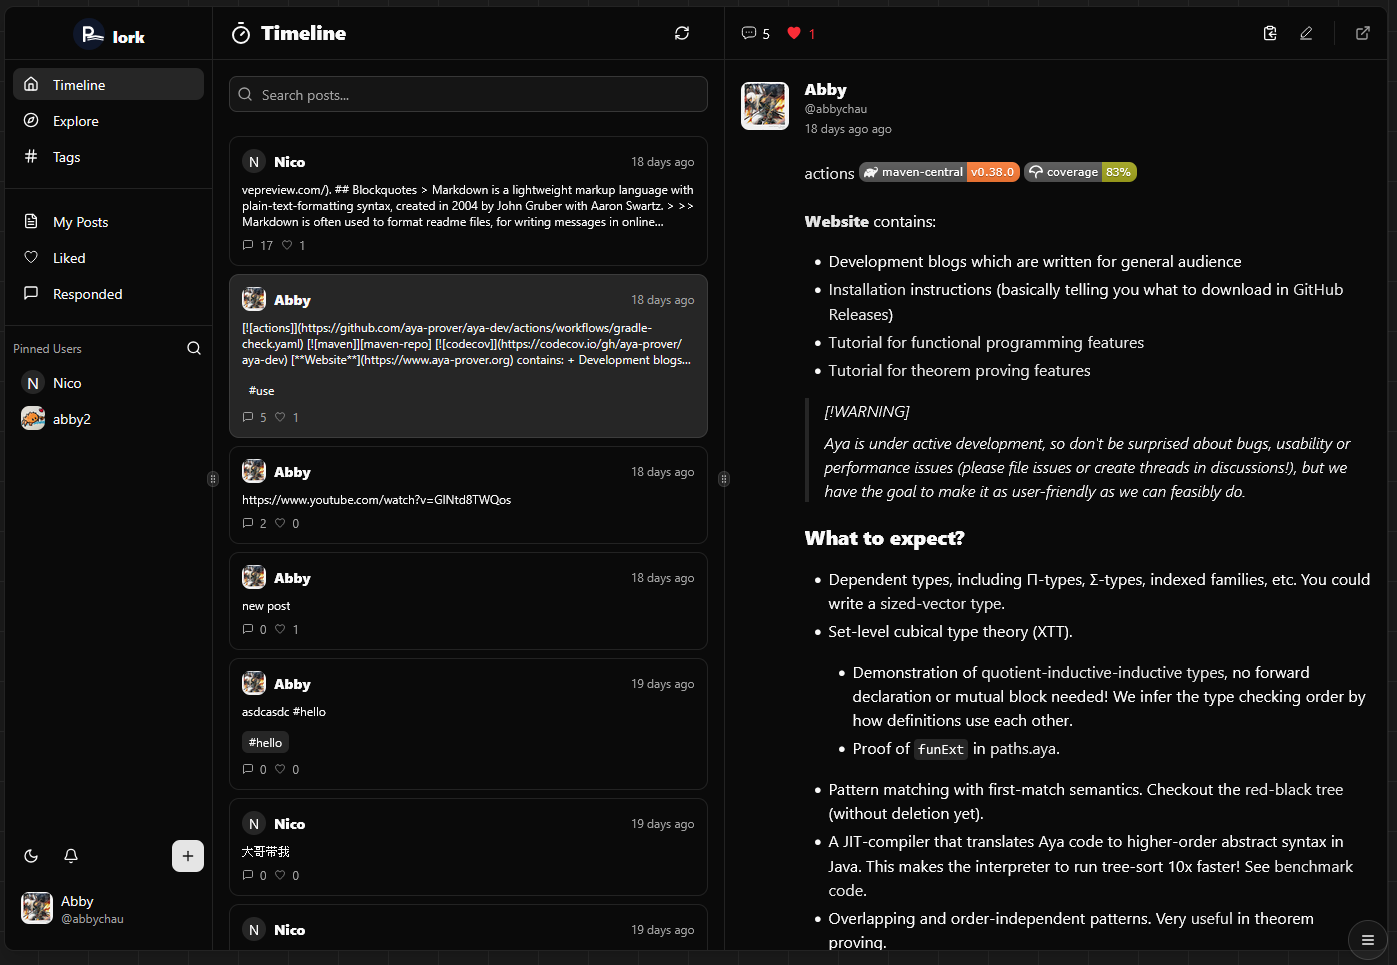 lork
Timeline
Explore
Tags
My Posts
Liked
Responded
Pinned Users
N Nico
abby2
Abby
@abbychau
Timeline
Search posts...
N Nico 18 days ago
vepreview.com/). ## Blockquotes > Markdown is a lightweight markup language with
plain-text-formatting syntax, created in 2004 by John Gruber with Aaron Swartz. > >>
Markdown is often used to format readme files, for writing messages in online...
17 1
Abby 18 days ago
[![actions]](https://github.com/aya-prover/aya-dev/actions/workflows/gradle-
check.yaml) [![maven]][maven-repo] [![codecov]](https://codecov.io/gh/aya-prover/
aya-dev) [**Website**](https://www.aya-prover.org) contains: + Development blogs...
#use
5 1
Abby 18 days ago
https://www.youtube.com/watch?v=GlNtd8TWQos
2 0
Abby 18 days ago
new post
0 1
Abby 19 days ago
asdcasdc #hello
#hello
0 0
N Nico 19 days ago
大哥带我
0 0
N Nico 19 days ago
5 1
Abby
@abbychau
18 days ago ago
actions maven-central v0.38.0 coverage 83%
Website contains:
• Development blogs which are written for general audience
• Installation instructions (basically telling you what to download in GitHub
Releases)
• Tutorial for functional programming features
• Tutorial for theorem proving features
[!WARNING]
Aya is under active development, so don't be surprised about bugs, usability or
performance issues (please file issues or create threads in discussions!), but we
have the goal to make it as user-friendly as we can feasibly do.
What to expect?
• Dependent types, including Π-types, Σ-types, indexed families, etc. You could
write a sized-vector type.
• Set-level cubical type theory (XTT).
• Demonstration of quotient-inductive-inductive types, no forward
declaration or mutual block needed! We infer the type checking order by
how definitions use each other.
• Proof of funExt in paths.aya.
• Pattern matching with first-match semantics. Checkout the red-black tree
(without deletion yet).
• A JIT-compiler that translates Aya code to higher-order abstract syntax in
Java. This makes the interpreter to run tree-sort 10x faster! See benchmark
code.
• Overlapping and order-independent patterns. Very useful in theorem
proving.